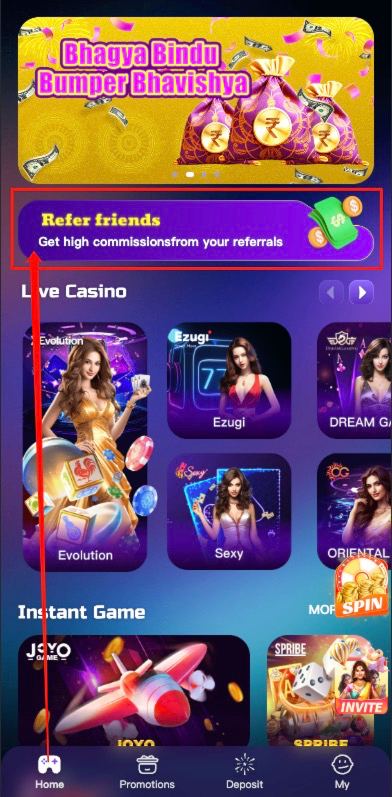 Bhagya Bindu
Bumper Bhavishya
Refer friends
Get high commissionsfrom your referrals
Live Casino
Evolution
Ezugi
Ezugi
DREAM GA
Evolution
Sexy
Sexy
ORIENTAL
SPIN
Instant Game
MOR
JOYO
GAME
SPRIBE
INVITE
JOYO
SPRIBE
Home
Promotions
Deposit
My